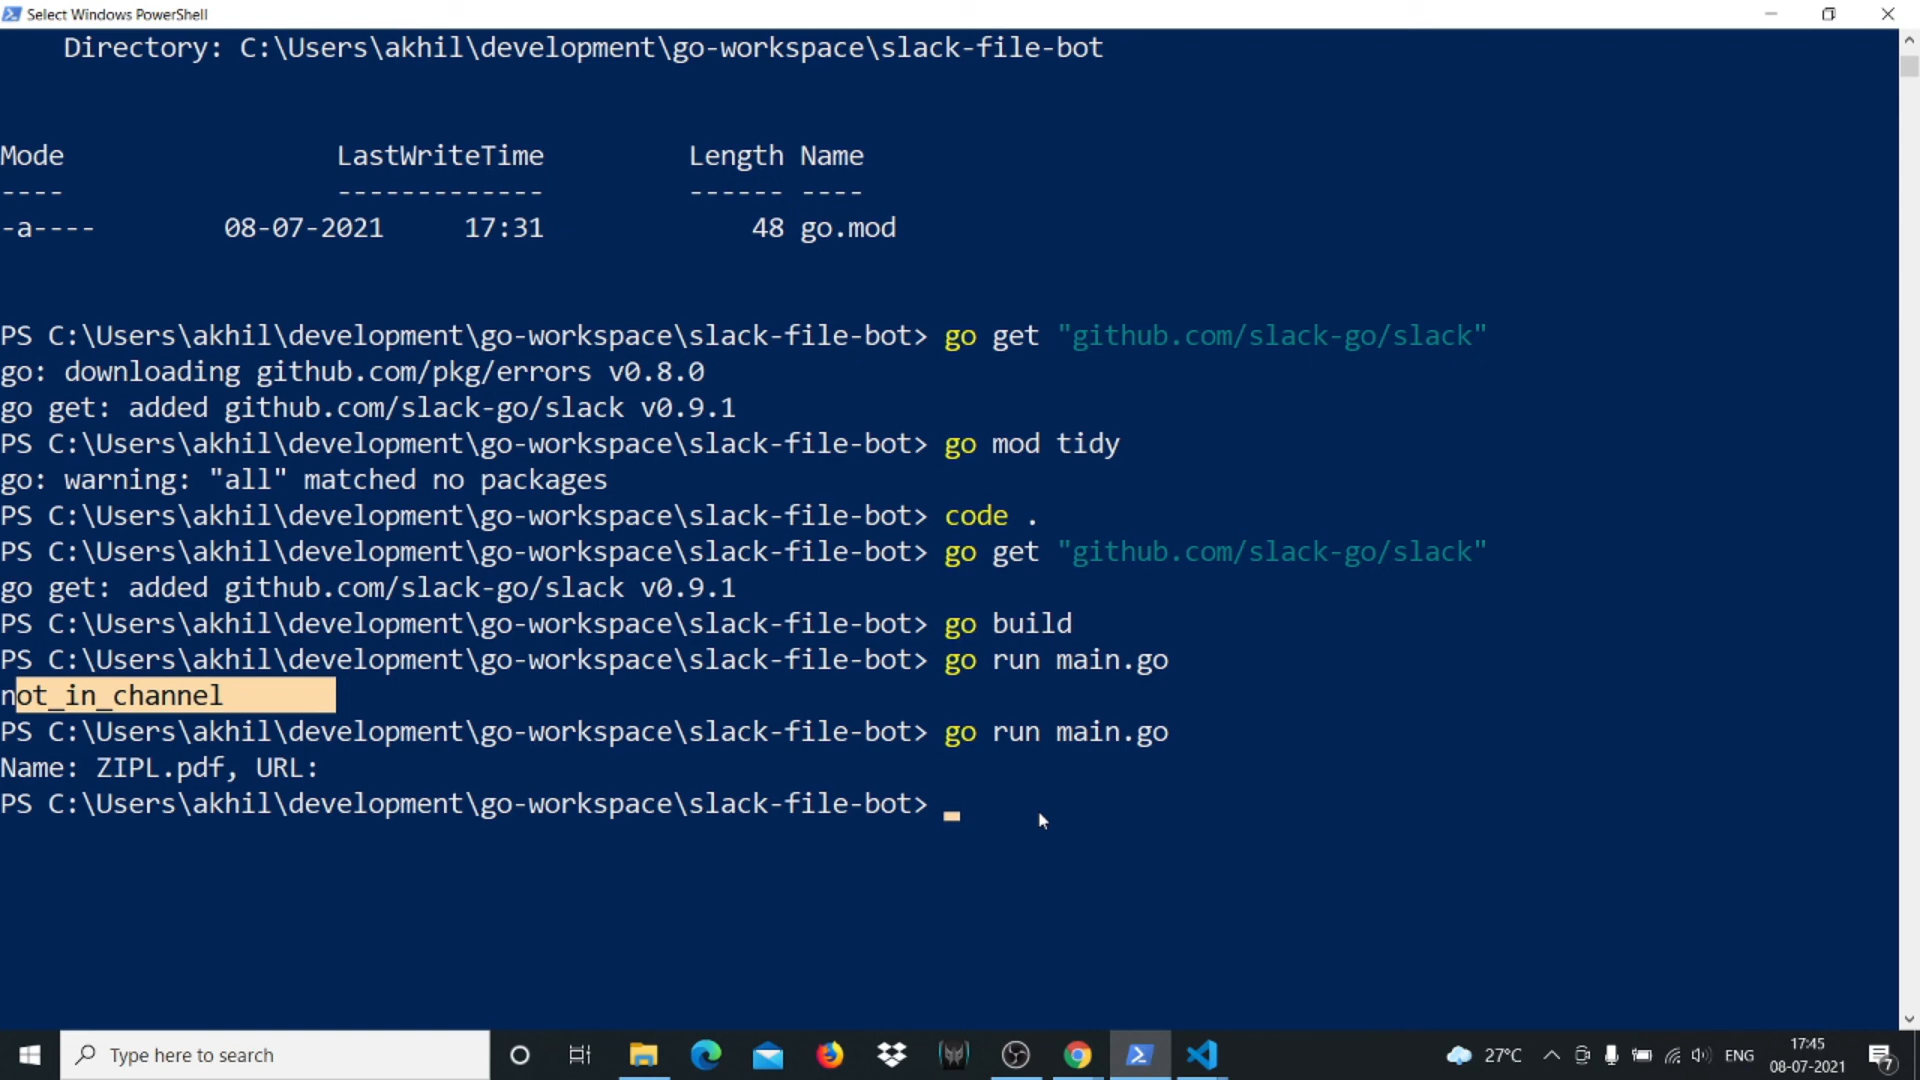 Select Windows PowerShell
Directory: C:\Users\akhil\development\go-workspace\slack-file-bot
Mode LastWriteTime Length Name
---- ------------- ------ ----
-a---- 08-07-2021 17:31 48 go.mod
PS C:\Users\akhil\development\go-workspace\slack-file-bot> go get "github.com/slack-go/slack"
go: downloading github.com/pkg/errors v0.8.0
go get: added github.com/slack-go/slack v0.9.1
PS C:\Users\akhil\development\go-workspace\slack-file-bot> go mod tidy
go: warning: "all" matched no packages
PS C:\Users\akhil\development\go-workspace\slack-file-bot> code .
PS C:\Users\akhil\development\go-workspace\slack-file-bot> go get "github.com/slack-go/slack"
go get: added github.com/slack-go/slack v0.9.1
PS C:\Users\akhil\development\go-workspace\slack-file-bot> go build
PS C:\Users\akhil\development\go-workspace\slack-file-bot> go run main.go
not_in_channel
PS C:\Users\akhil\development\go-workspace\slack-file-bot> go run main.go
Name: ZIPL.pdf, URL:
PS C:\Users\akhil\development\go-workspace\slack-file-bot>
Type here to search
27°C
ENG
17:45
08-07-2021
7